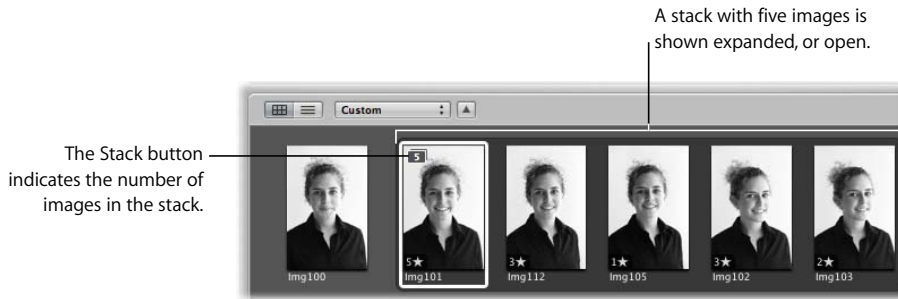 A stack with five images is
shown expanded, or open.
Custom
The Stack button
indicates the number of
images in the stack.
5
5★
3★
1★
3★
2★
Img100
Img101
Img112
Img105
Img102
Img103